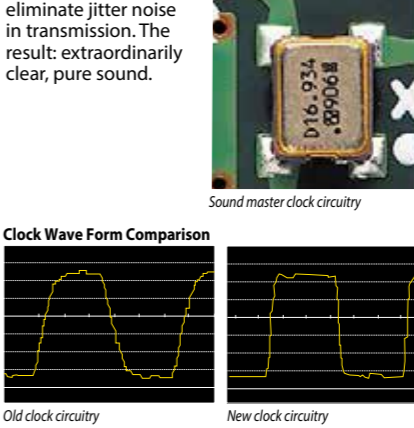 eliminate jitter noise
in transmission. The
result: extraordinarily
clear, pure sound.
D16.934
Sound master clock circuitry
Clock Wave Form Comparison
Old clock circuitry
New clock circuitry